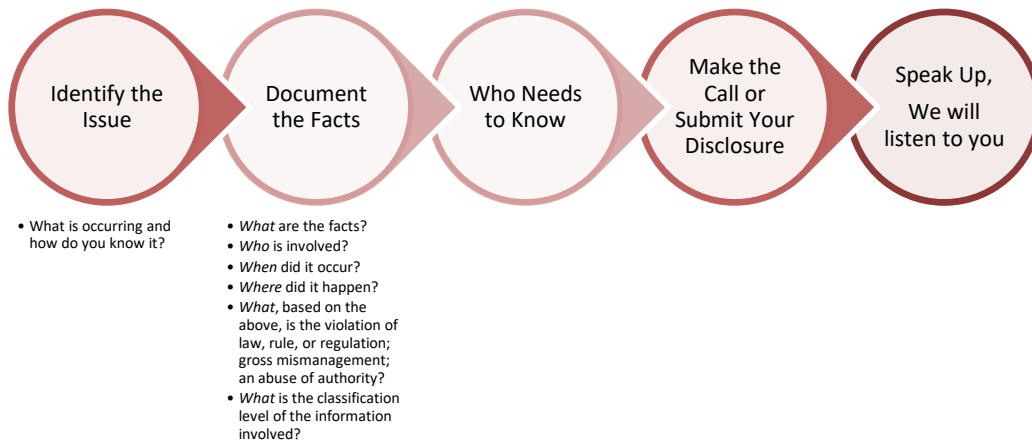 Identify the
Issue
Document
the Facts
Who Needs
to Know
Make the
Call or
Submit Your
Disclosure
Speak Up,
We will
listen to you
• What is occurring and
how do you know it?
• What are the facts?
• Who is involved?
• When did it occur?
• Where did it happen?
• What, based on the
above, is the violation of
law, rule, or regulation;
gross mismanagement;
an abuse of authority?
• What is the classification
level of the information
involved?